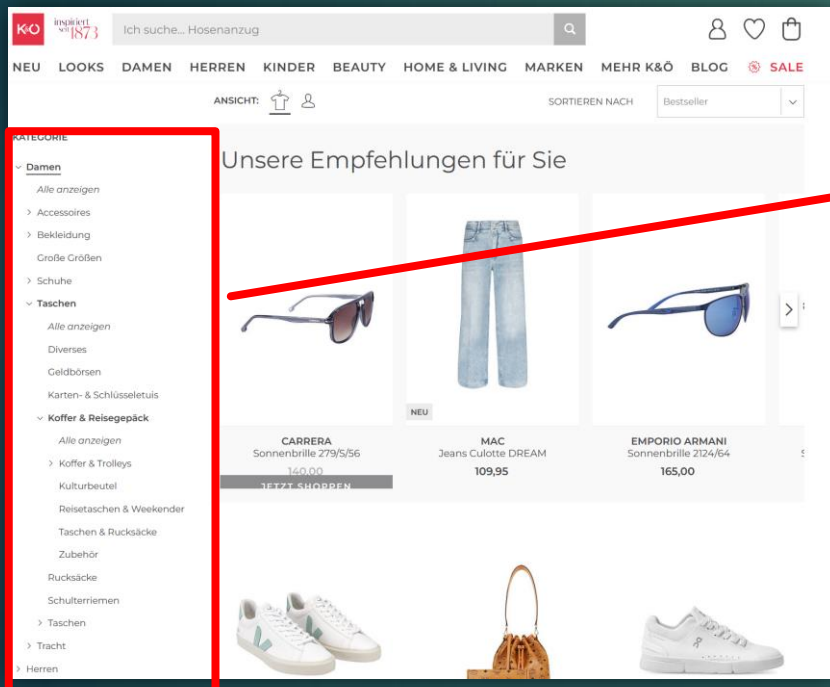 K&Ö
inspiriert
seit 1873
Ich suche... Hosenanzug
NEU LOOKS DAMEN HERREN KINDER BEAUTY HOME & LIVING MARKEN MEHR K&Ö BLOG % SALE
ANSICHT:
SORTIEREN NACH
Bestseller
KATEGORIE
Damen
Alle anzeigen
Accessoires
Bekleidung
Große Größen
Schuhe
Taschen
Alle anzeigen
Diverses
Geldbörsen
Karten- & Schlüsseletuis
Koffer & Reisegepäck
Alle anzeigen
Koffer & Trolleys
Kulturbeutel
Reisetaschen & Weekender
Taschen & Rucksäcke
Zubehör
Rucksäcke
Schulterriemen
Taschen
Tracht
Herren
Unsere Empfehlungen für Sie
CARRERA
Sonnenbrille 279/S/56
140,00
JETZT SHOPPEN
NEU
MAC
Jeans Culotte DREAM
109,95
EMPORIO ARMANI
Sonnenbrille 2124/64
165,00